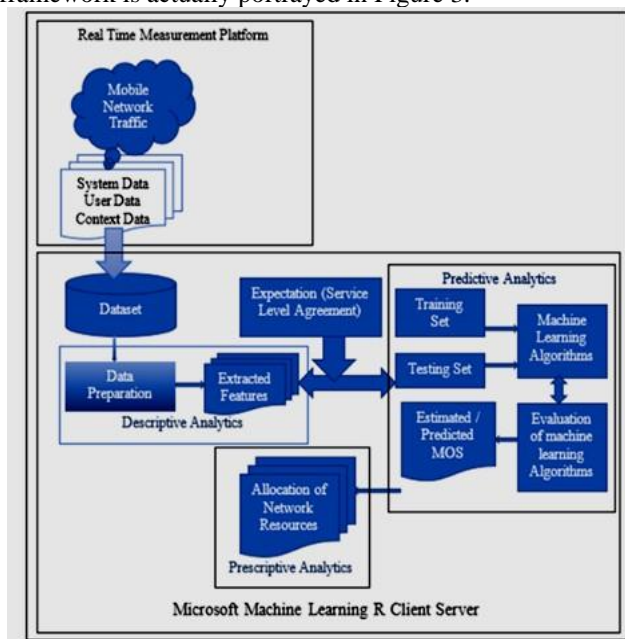 framework is actually portrayed in Figure 3.
Real Time Measurement Platform
Mobile
Network
Traffic
System Data
User Data
Context Data
Dataset
Expectation (Service
Level Agreement)
Predictive Analytics
Training
Set
Machine
Learning
Algorithms
Testing Set
Data
Preparation
Extracted
Features
Descriptive Analytics
Estimated /
Predicted
MOS
Evaluation
of machine
learning
Algorithms
Allocation of
Network
Resources
Prescriptive Analytics
Microsoft Machine Learning R Client Server